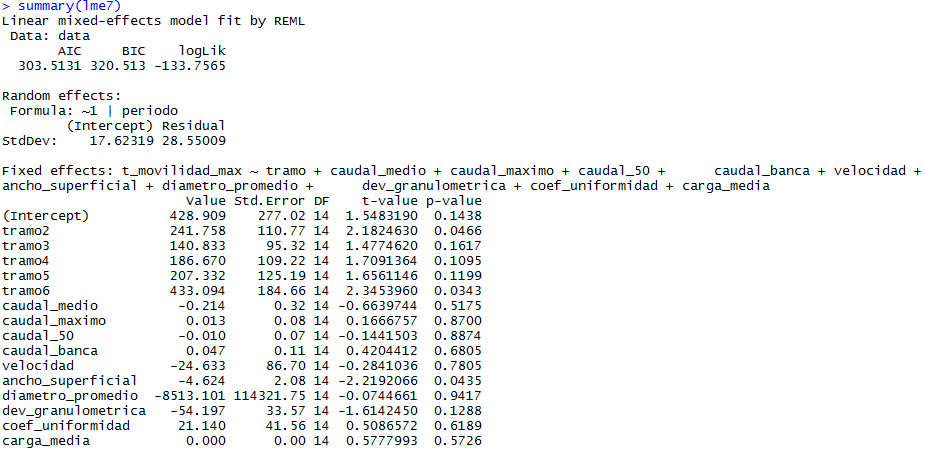 > summary(lme7)
Linear mixed-effects model fit by REML
 Data: data
       AIC     BIC    logLik
  303.5131 320.513 -133.7565

Random effects:
 Formula: ~1 | periodo
        (Intercept) Residual
StdDev:    17.62319 28.55009

Fixed effects: t_movilidad_max ~ tramo + caudal_medio + caudal_maximo + caudal_50 +      caudal_banca + velocidad +
ancho_superficial + diametro_promedio +      dev_granulometrica + coef_uniformidad + carga_media
                       Value Std.Error DF    t-value p-value
(Intercept)          428.909    277.02 14  1.5483190  0.1438
tramo2               241.758    110.77 14  2.1824630  0.0466
tramo3               140.833     95.32 14  1.4774620  0.1617
tramo4               186.670    109.22 14  1.7091364  0.1095
tramo5               207.332    125.19 14  1.6561146  0.1199
tramo6               433.094    184.66 14  2.3453960  0.0343
caudal_medio          -0.214      0.32 14 -0.6639744  0.5175
caudal_maximo          0.013      0.08 14  0.1666757  0.8700
caudal_50             -0.010      0.07 14 -0.1441503  0.8874
caudal_banca           0.047      0.11 14  0.4204412  0.6805
velocidad            -24.633     86.70 14 -0.2841036  0.7805
ancho_superficial     -4.624      2.08 14 -2.2192066  0.0435
diametro_promedio  -8513.101 114321.75 14 -0.0744661  0.9417
dev_granulometrica   -54.197     33.57 14 -1.6142450  0.1288
coef_uniformidad      21.140     41.56 14  0.5086572  0.6189
carga_media            0.000      0.00 14  0.5777993  0.5726